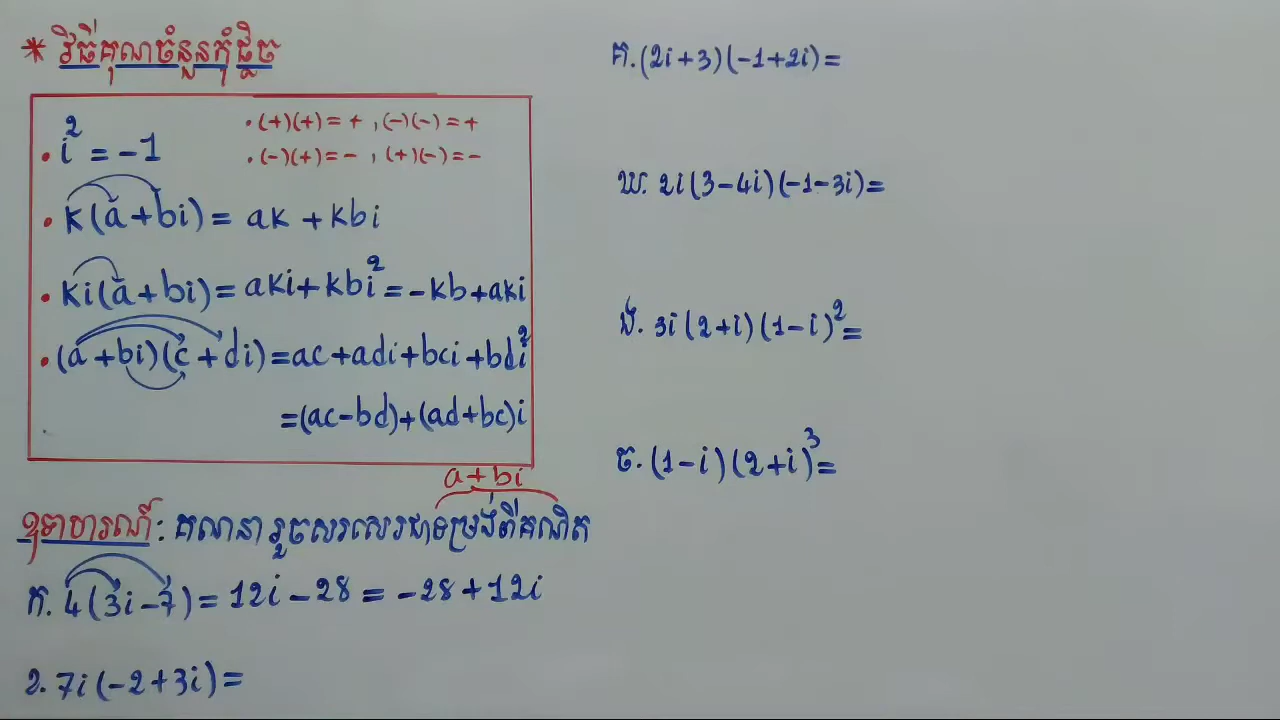 * វិធីគុណចំនួនកុំផ្លិច
• i² = -1
• (+)(+) = + , (-)(-) = +
• (-)(+) = - , (+)(-) = -
• k(a+bi) = ak + kbi
• ki(a+bi) = aki + kbi² = -kb + aki
• (a+bi)(c+di) = ac + adi + bci + bdi²
= (ac-bd) + (ad+bc)i
a+bi
ឧទាហរណ៍ : គណនា រួចសរសេរជាទម្រង់ពីគណិត
ក. 4(3i-7) = 12i - 28 = -28 + 12i
ខ. 7i(-2+3i) =
គ. (2i+3)(-1+2i) =
ឃ. 2i(3-4i)(-1-3i) =
ង. 3i(2+i)(1-i)² =
ច. (1-i)(2+i)³ =